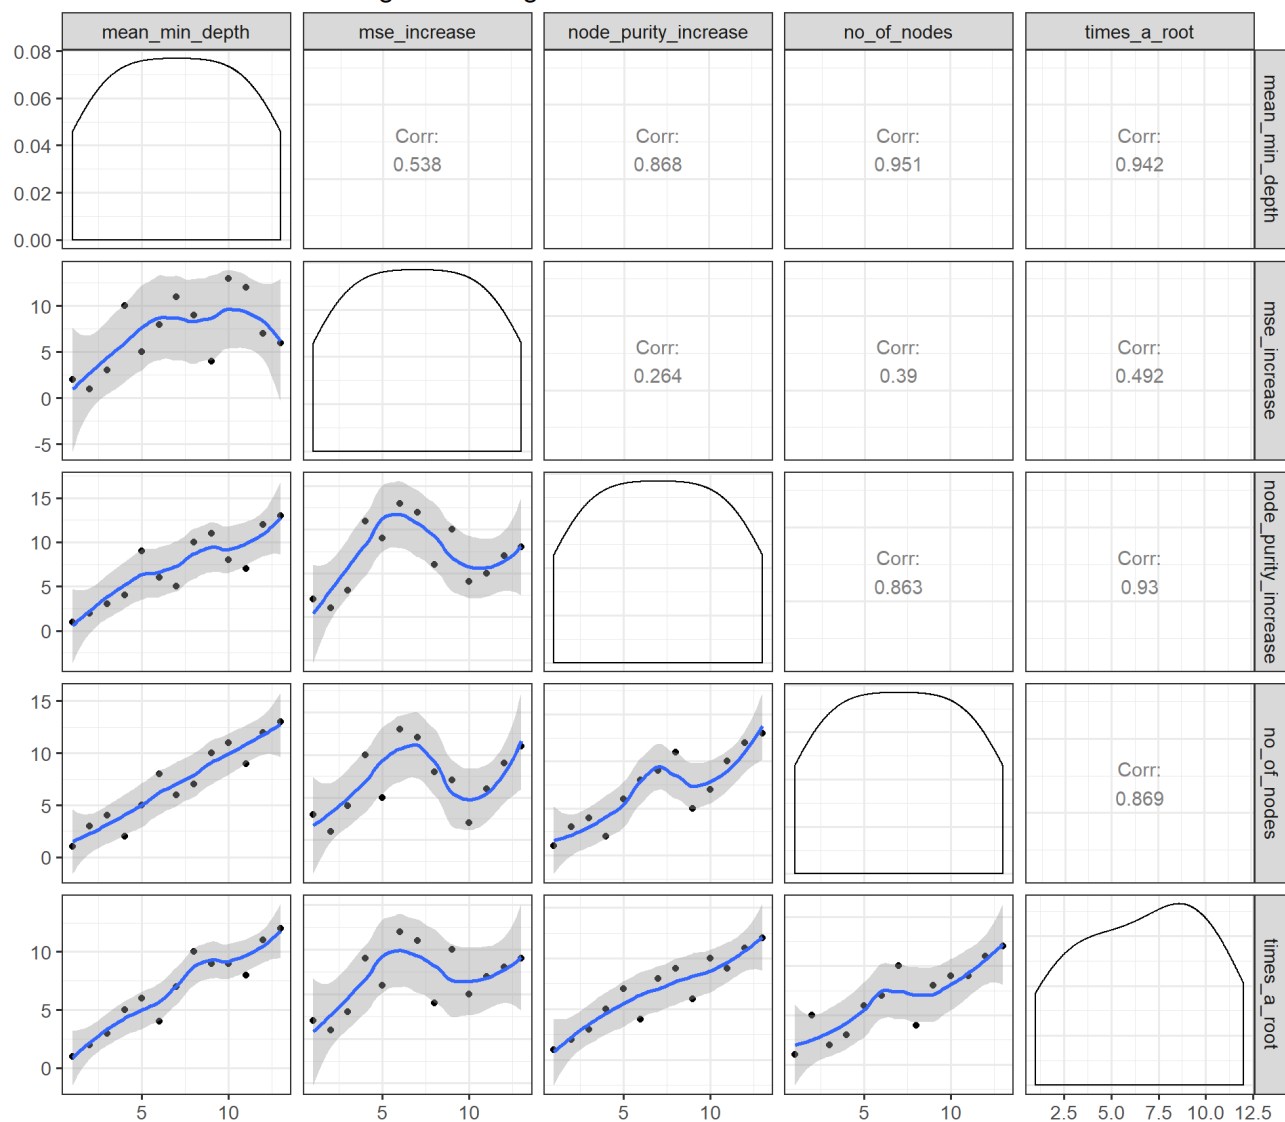 mean_min_depth mse_increase node_purity_increase no_of_nodes times_a_root
0.08
0.06
0.04
0.02
0.00
Corr:
0.538
Corr:
0.868
Corr:
0.951
Corr:
0.942
mean_min_depth
10
5
0
-5
Corr:
0.264
Corr:
0.39
Corr:
0.492
mse_increase
15
10
5
0
Corr:
0.863
Corr:
0.93
node_purity_increase
15
10
5
0
Corr:
0.869
no_of_nodes
10
5
0
times_a_root
5 10 5 10 5 10 5 10 2.5 5.0 7.5 10.0 12.5